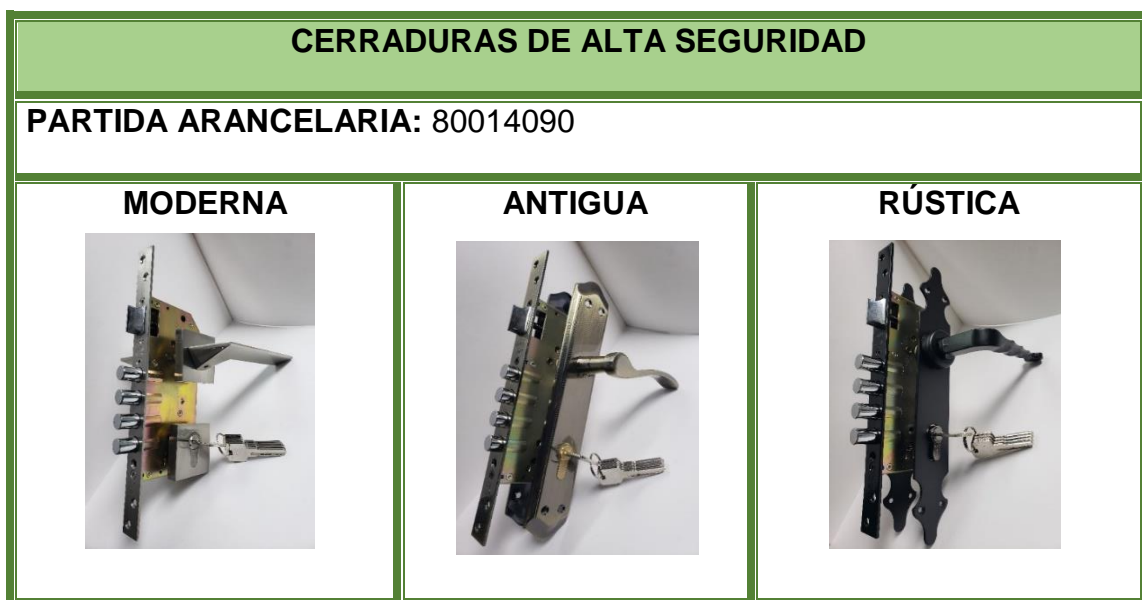 CERRADURAS DE ALTA SEGURIDAD
PARTIDA ARANCELARIA: 80014090
MODERNA
ANTIGUA
RÚSTICA